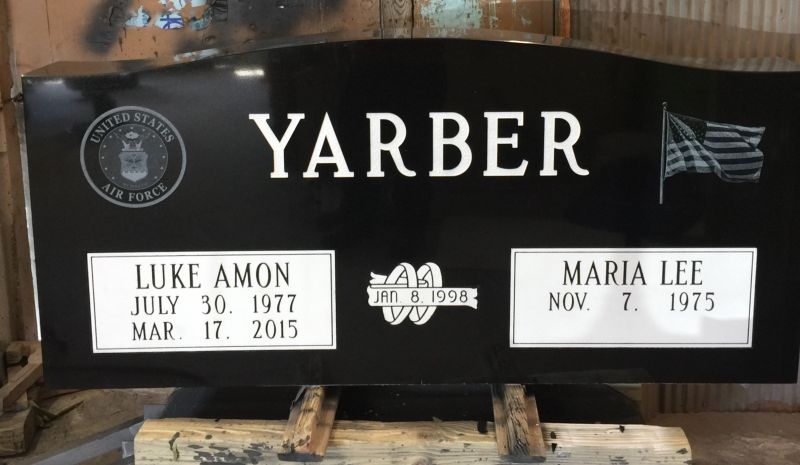 UNITED STATES
AIR FORCE
YARBER
LUKE AMON
JULY 30. 1977
MAR. 17. 2015
JAN. 8. 1998
MARIA LEE
NOV. 7. 1975